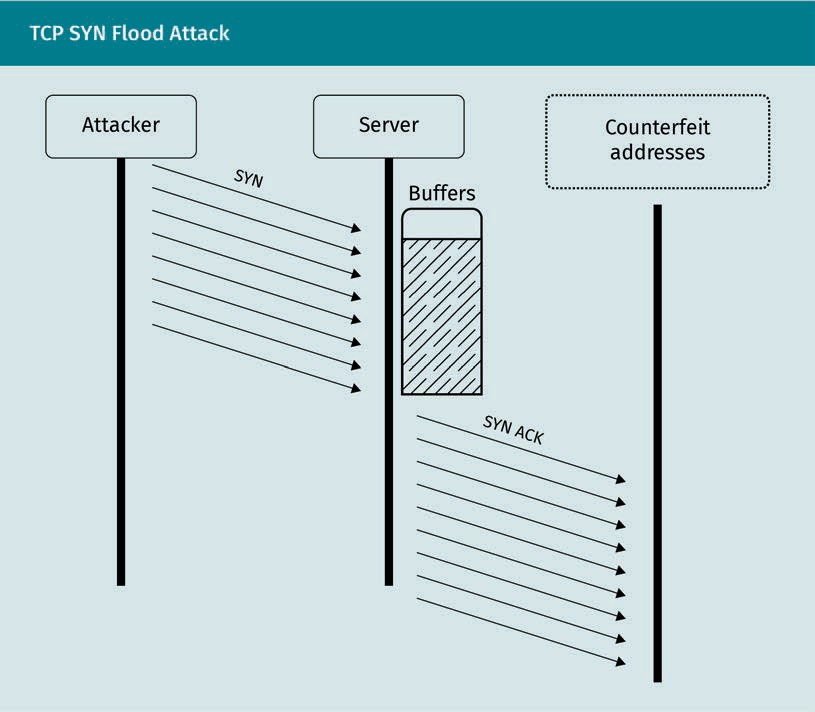 TCP SYN Flood Attack
Attacker
Server
Counterfeit
addresses
SYN
Buffers
SYN ACK